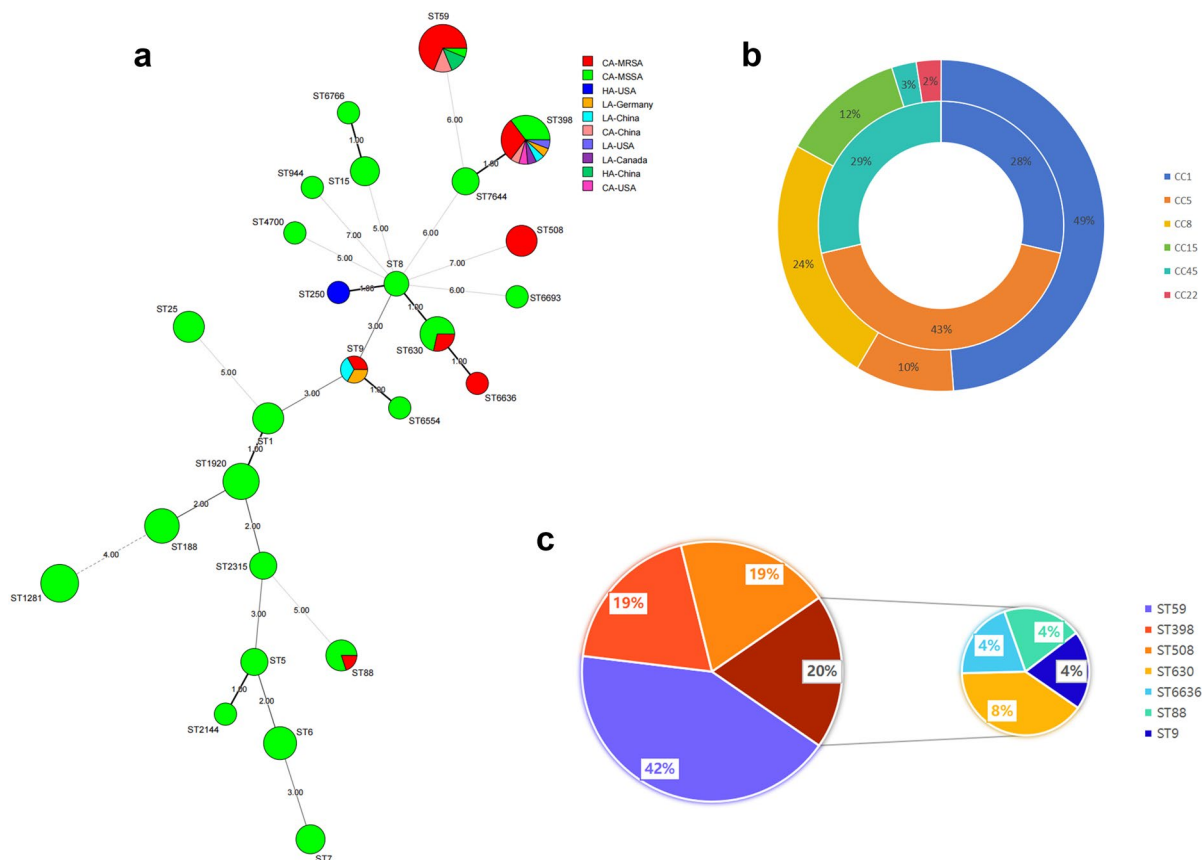 a
ST59
CA-MRSA
CA-MSSA
HA-USA
LA-Germany
LA-China
CA-China
LA-USA
LA-Canada
HA-China
CA-USA
ST6766
6.00
ST398
1.00
1.00
ST15
ST944
ST7644
ST4700
7.00
5.00
6.00
ST508
5.00
7.00
ST8
ST250
1.00
6.00
ST6693
ST25
3.00
1.00
ST9
ST630
1.00
5.00
3.00
1.00
ST6636
ST6554
ST1
1.00
ST1920
2.00
2.00
ST188
4.00
ST2315
ST1281
3.00
5.00
ST5
ST88
1.00
2.00
ST2144
ST6
3.00
ST7
b
2%
3%
12%
29%
28%
49%
24%
43%
10%
CC1
CC5
CC8
CC15
CC45
CC22
c
19%
19%
20%
42%
4%
4%
4%
8%
ST59
ST398
ST508
ST630
ST6636
ST88
ST9